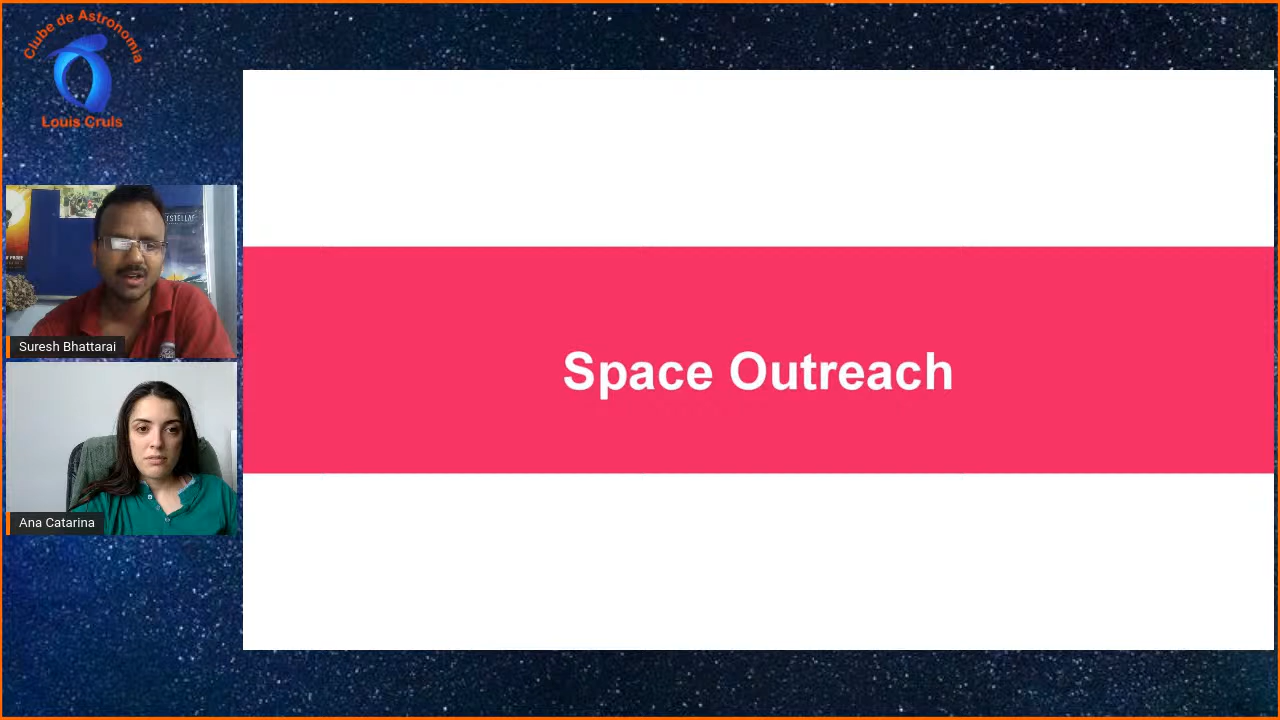 Clube de Astronomia
Louis Cruls
Suresh Bhattarai
Ana Catarina
Space Outreach